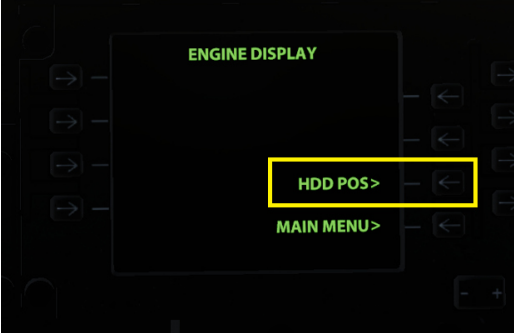 ENGINE DISPLAY
HDD POS>
MAIN MENU>
- +